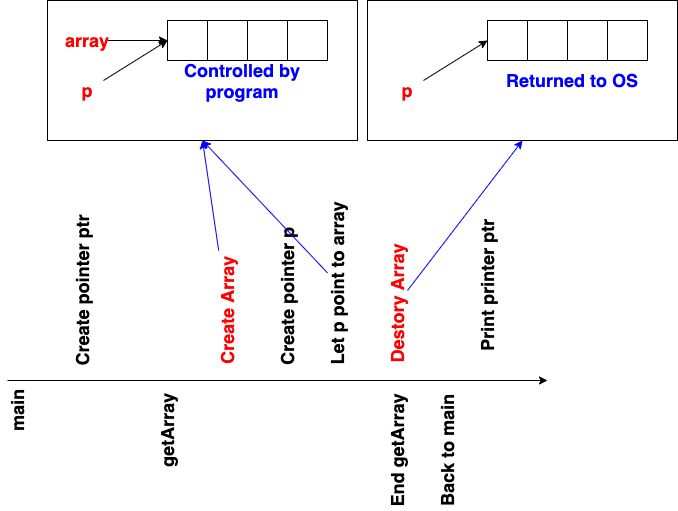 array
p
Controlled by
program
p
Returned to OS
Create pointer ptr
Create Array
Create pointer p
Let p point to array
Destory Array
Print printer ptr
main
getArray
End getArray
Back to main